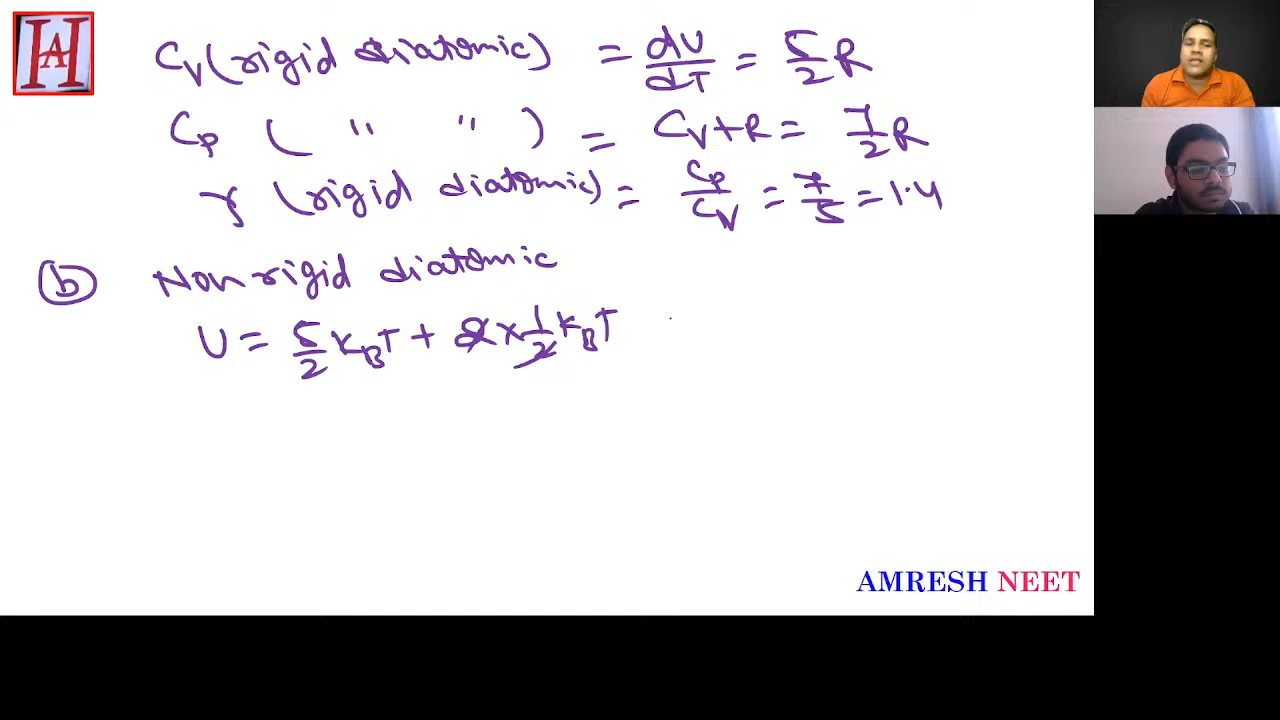 HA
Cv (rigid diatomic) = dU/dT = 5/2 R
Cp ( " " ) = Cv + R = 7/2 R
γ (rigid diatomic) = Cp/Cv = 7/5 = 1.4
(b) Non rigid diatomic
U = 5/2 KBT + 2 × 1/2 KBT
AMRESH NEET